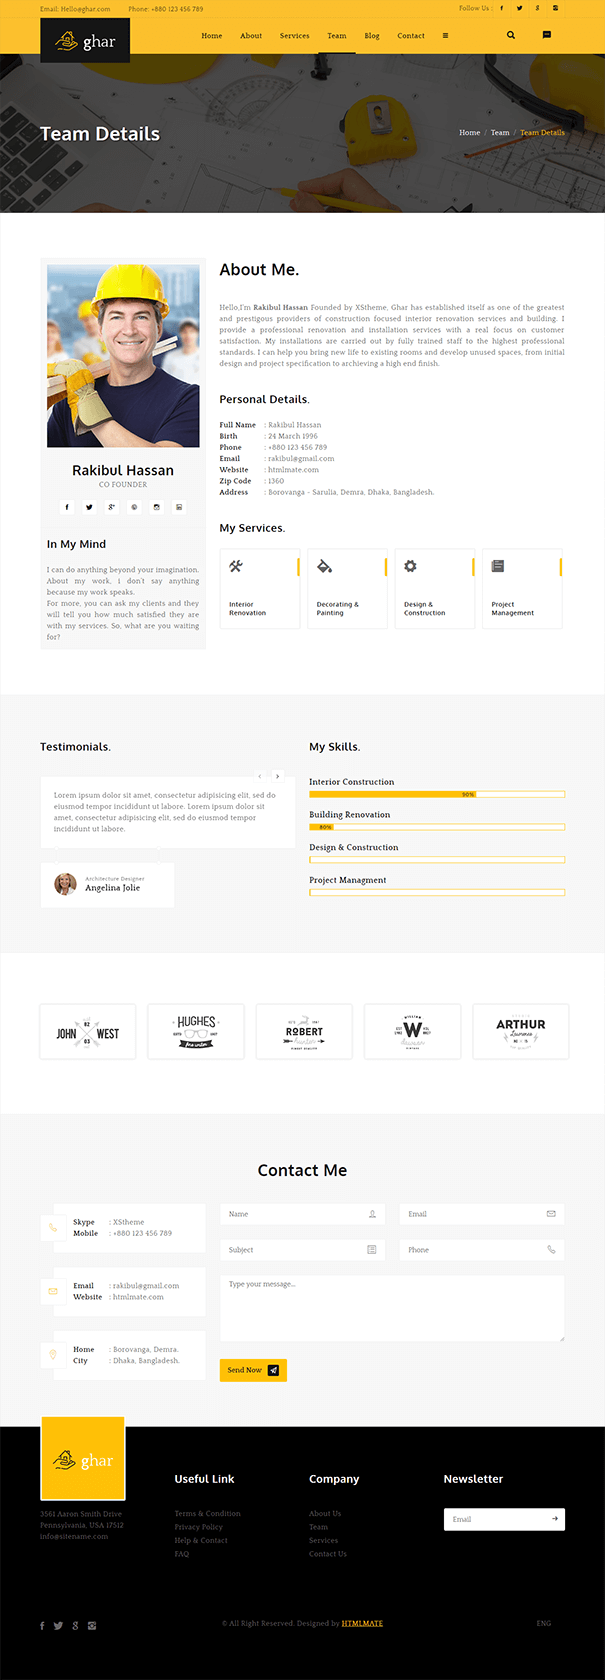 Email: Hello@ghar.com Phone: +880 123 456 789 Follow Us :
ghar
Home About Services Team Blog Contact
Team Details
Home / Team / Team Details
About Me.
Hello,I'm Rakibul Hassan Founded by XStheme, Ghar has established itself as one of the greatest
and prestigous providers of construction focused interior renovation services and building. I
provide a professional renovation and installation services with a real focus on customer
satisfaction. My installations are carried out by fully trained staff to the highest professional
standards. I can help you bring new life to existing rooms and develop unused spaces, from initial
design and project specification to archieving a high end finish.
Rakibul Hassan
CO FOUNDER
In My Mind
I can do anything beyond your imagination.
About my work, i don't say anything
because my work speaks.
For more, you can ask my clients and they
will tell you how much satisfied they are
with my services. So, what are you waiting
for?
Personal Details.
Full Name : Rakibul Hassan
Birth : 24 March 1996
Phone : +880 123 456 789
Email : rakibul@gmail.com
Website : htmlmate.com
Zip Code : 1360
Address : Borovanga - Sarulia, Demra, Dhaka, Bangladesh.
My Services.
Interior
Renovation
Decorating &
Painting
Design &
Construction
Project
Management
Testimonials.
Lorem ipsum dolor sit amet, consectetur adipisicing elit, sed do
eiusmod tempor incididunt ut labore. Lorem ipsum dolor sit
amet, consectetur adipisicing elit, sed do eiusmod tempor
incididunt ut labore.
Architecture Designer
Angelina Jolie
My Skills.
Interior Construction
90%
Building Renovation
80%
Design & Construction
Project Managment
JOHN WEST
82
03
HUGHES
RoBERT
hunter
WILLIAM
W
dawson
ARTHUR
Lawrence
Contact Me
Skype : XStheme
Mobile : +880 123 456 789
Email : rakibul@gmail.com
Website : htmlmate.com
Home : Borovanga, Demra.
City : Dhaka, Bangladesh.
Name
Email
Subject
Phone
Type your message...
Send Now
ghar
3561 Aaron Smith Drive
Pennsylvania, USA 17512
info@sitename.com
Useful Link
Terms & Condition
Privacy Policy
Help & Contact
FAQ
Company
About Us
Team
Services
Contact Us
Newsletter
Email
© All Right Reserved. Designed by HTMLMATE
ENG